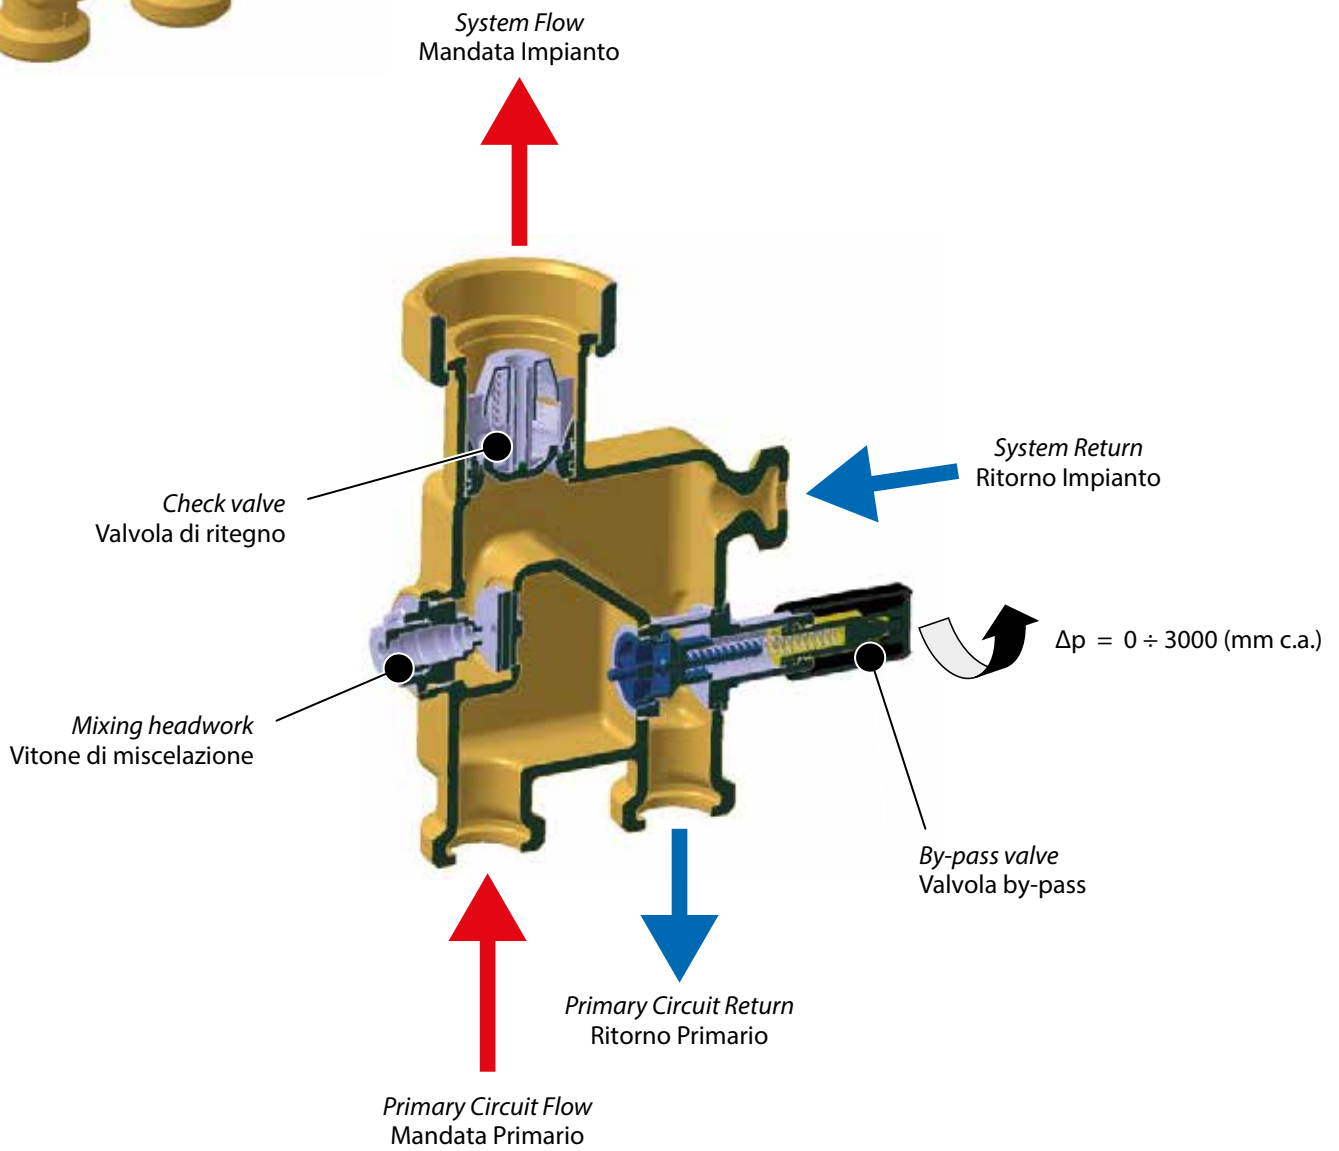 System Flow
Mandata Impianto
System Return
Ritorno Impianto
Check valve
Valvola di ritegno
Δp = 0 ÷ 3000 (mm c.a.)
Mixing headwork
Vitone di miscelazione
By-pass valve
Valvola by-pass
Primary Circuit Return
Ritorno Primario
Primary Circuit Flow
Mandata Primario